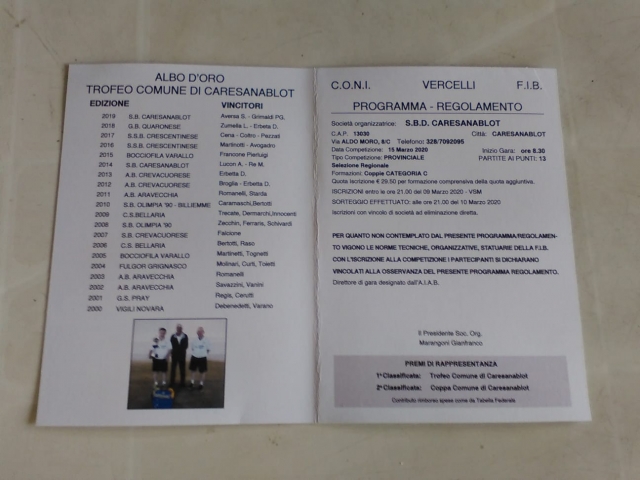 ALBO D'ORO
TROFEO COMUNE DI CARESANABLOT
EDIZIONE VINCITORI
2019 S.B. CARESANABLOT Averса S. - Grimaldi PG.
2018 G.B. QUARONESE Zumella L. - Erbetta D.
2017 S.S.B. CRESCENTINESE Cena - Coltro - Pezzati
2016 S.S.B. CRESCENTINESE Martinotti - Avogadro
2015 BOCCIOFILA VARALLO Francone Pierluigi
2014 S.B. CARESANABLOT Lucon A. - Re M.
2013 A.B. CREVACUORESE Erbetta D.
2012 A.B. CREVACUORESE Broglia - Erbetta D.
2011 A.B. ARAVECCHIA Romanelli, Starda
2010 S.B. OLIMPIA '90 - BILLIEMME Caramaschi,Bertotti
2009 C.S.BELLARIA Trecate, Dermarchi,Innocenti
2008 S.B. OLIMPIA '90 Zecchin, Ferraris, Schivardi
2007 S.B. CREVACUORESE Falcione
2006 C.S. BELLARIA Bertotti, Raso
2005 BOCCIOFILA VARALLO Martinetti, Tognetti
2004 FULGOR GRIGNASCO Molinari, Curti, Toietti
2003 A.B. ARAVECCHIA Romanelli
2002 A.B. ARAVECCHIA Savazzini, Vanini
2001 G.S. PRAY Regis, Cerutti
2000 VIGILI NOVARA Debenedetti, Varano
C.O.N.I. VERCELLI F.I.B.
PROGRAMMA - REGOLAMENTO
Società organizzatrice: S.B.D. CARESANABLOT
C.A.P. 13030 Città: CARESANABLOT
Via ALDO MORO, 8/C Telefono: 328/7092095
Data Competizione: 15 Marzo 2020 Inizio Gara: ore 8.30
Tipo Competizione: PROVINCIALE PARTITE AI PUNTI: 13
Selezione Regionale
Formazioni: Coppie CATEGORIA C
Quota Iscrizione € 29,50 per formazione comprensiva della quota aggiuntiva.
ISCRIZIONI entro le ore 21.00 del 09 Marzo 2020 - VSM
SORTEGGIO EFFETTUATO: alle ore 21.00 del 10 Marzo 2020
Iscrizioni con vincolo di società ad eliminazione diretta.
PER QUANTO NON CONTEMPLATO DAL PRESENTE PROGRAMMA/REGOLAMEN-
TO VIGONO LE NORME TECNICHE, ORGANIZZATIVE, STATUARIE DELLA F.I.B.
CON L'ISCRIZIONE ALLA COMPETIZIONE I PARTECIPANTI SI DICHIARANO
VINCOLATI ALLA OSSERVANZA DEL PRESENTE PROGRAMMA REGOLAMENTO.
Direttore di gara designato dall'A.I.A.B.
Il Presidente Soc. Org.
Marangoni Gianfranco
PREMI DI RAPPRESENTANZA
1ª Classificata: Trofeo Comune di Caresanablot
2ª Classificata: Coppa Comune di Caresanablot
Contributo rimborso spese come da Tabella Federale